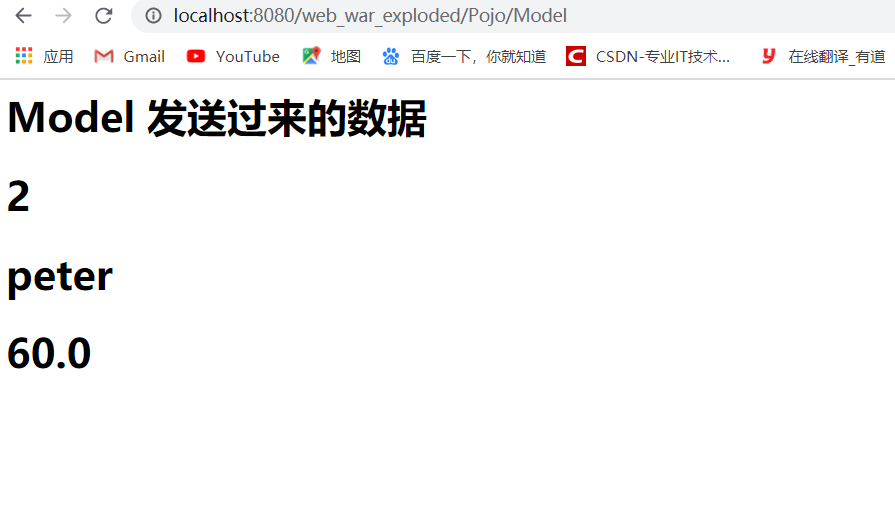 localhost:8080/web_war_exploded/Pojo/Model
应用 Gmail YouTube 地图 百度一下，你就知道 CSDN-专业IT技术... 在线翻译_有道
Model 发送过来的数据
2
peter
60.0